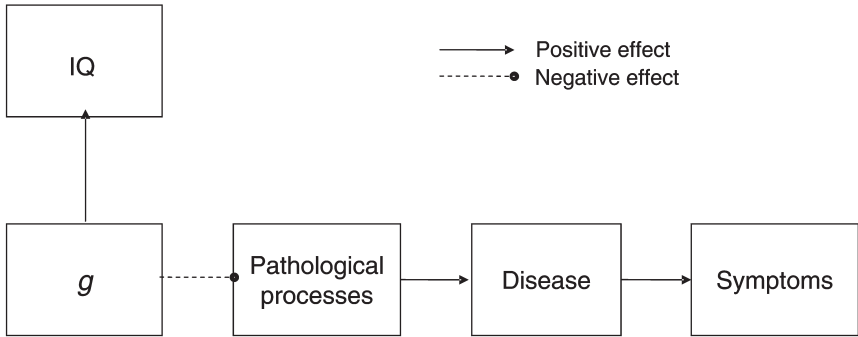 IQ
Positive effect
Negative effect
g
Pathological
processes
Disease
Symptoms